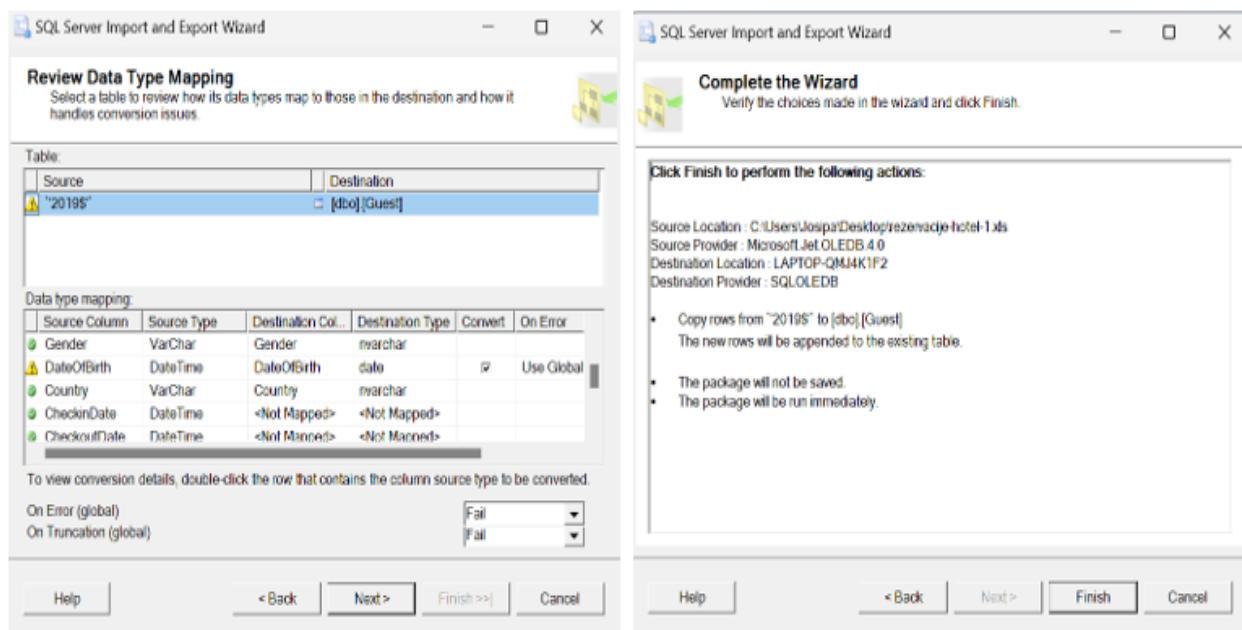 SQL Server Import and Export Wizard
Review Data Type Mapping
Select a table to review how its data types map to those in the destination and how it
handles conversion issues.
Table:
Source Destination
`'2019$'` [dbo].[Guest]
Data type mapping:
Source Column Source Type Destination Col... Destination Type Convert On Error
Gender VarChar Gender nvarchar
DateOfBirth DateTime DateOfBirth date Use Global
Country VarChar Country nvarchar
CheckinDate DateTime <Not Mapped> <Not Mapped>
CheckoutDate DateTime <Not Mapped> <Not Mapped>
To view conversion details, double-click the row that contains the column source type to be converted.
On Error (global) Fail
On Truncation (global) Fail
Help < Back Next > Finish >>| Cancel
SQL Server Import and Export Wizard
Complete the Wizard
Verify the choices made in the wizard and click Finish.
Click Finish to perform the following actions:
Source Location : C:\Users\Josipa\Desktop\rezervacije-hotel-1.xls
Source Provider : Microsoft.Jet.OLEDB.4.0
Destination Location : LAPTOP-QMJ4K1F2
Destination Provider : SQLOLEDB
• Copy rows from `'2019$'` to [dbo].[Guest]
The new rows will be appended to the existing table.
• The package will not be saved.
• The package will be run immediately.
Help < Back Next > Finish Cancel